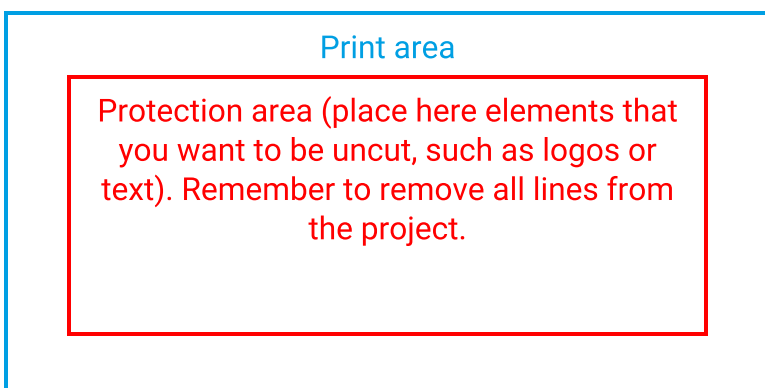 Print area
Protection area (place here elements that
you want to be uncut, such as logos or
text). Remember to remove all lines from
the project.